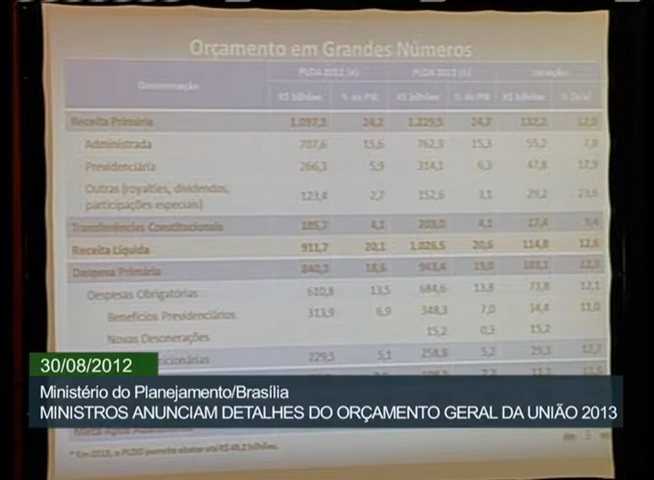 Orçamento em Grandes Números
PLOA 2012 (a) PLOA 2013 (b) Variação
Denominação R$ bilhões % do PIB R$ bilhões % do PIB R$ bilhões % (b/a)
Receita Primária 1.097,3 24,2 1.229,5 24,7 132,2 12,0
Administrada 707,6 15,6 762,9 15,3 55,2 7,8
Previdenciária 266,3 5,9 314,1 6,3 47,8 17,9
Outras (royalties, dividendos,
participações especiais) 123,4 2,7 152,6 3,1 29,2 23,6
Transferências Constitucionais 185,7 4,1 203,0 4,1 17,4 9,4
Receita Líquida 911,7 20,1 1.026,5 20,6 114,8 12,6
Despesa Primária 840,3 18,6 943,4 19,0 103,1 12,3
Despesas Obrigatórias 610,8 13,5 684,6 13,8 73,8 12,1
Benefícios Previdenciários 313,9 6,9 348,3 7,0 34,4 11,0
Novas Desonerações 15,2 0,3 15,2
229,5 5,1 258,8 5,2 29,3
30/08/2012
Ministério do Planejamento/Brasília
MINISTROS ANUNCIAM DETALHES DO ORÇAMENTO GERAL DA UNIÃO 2013